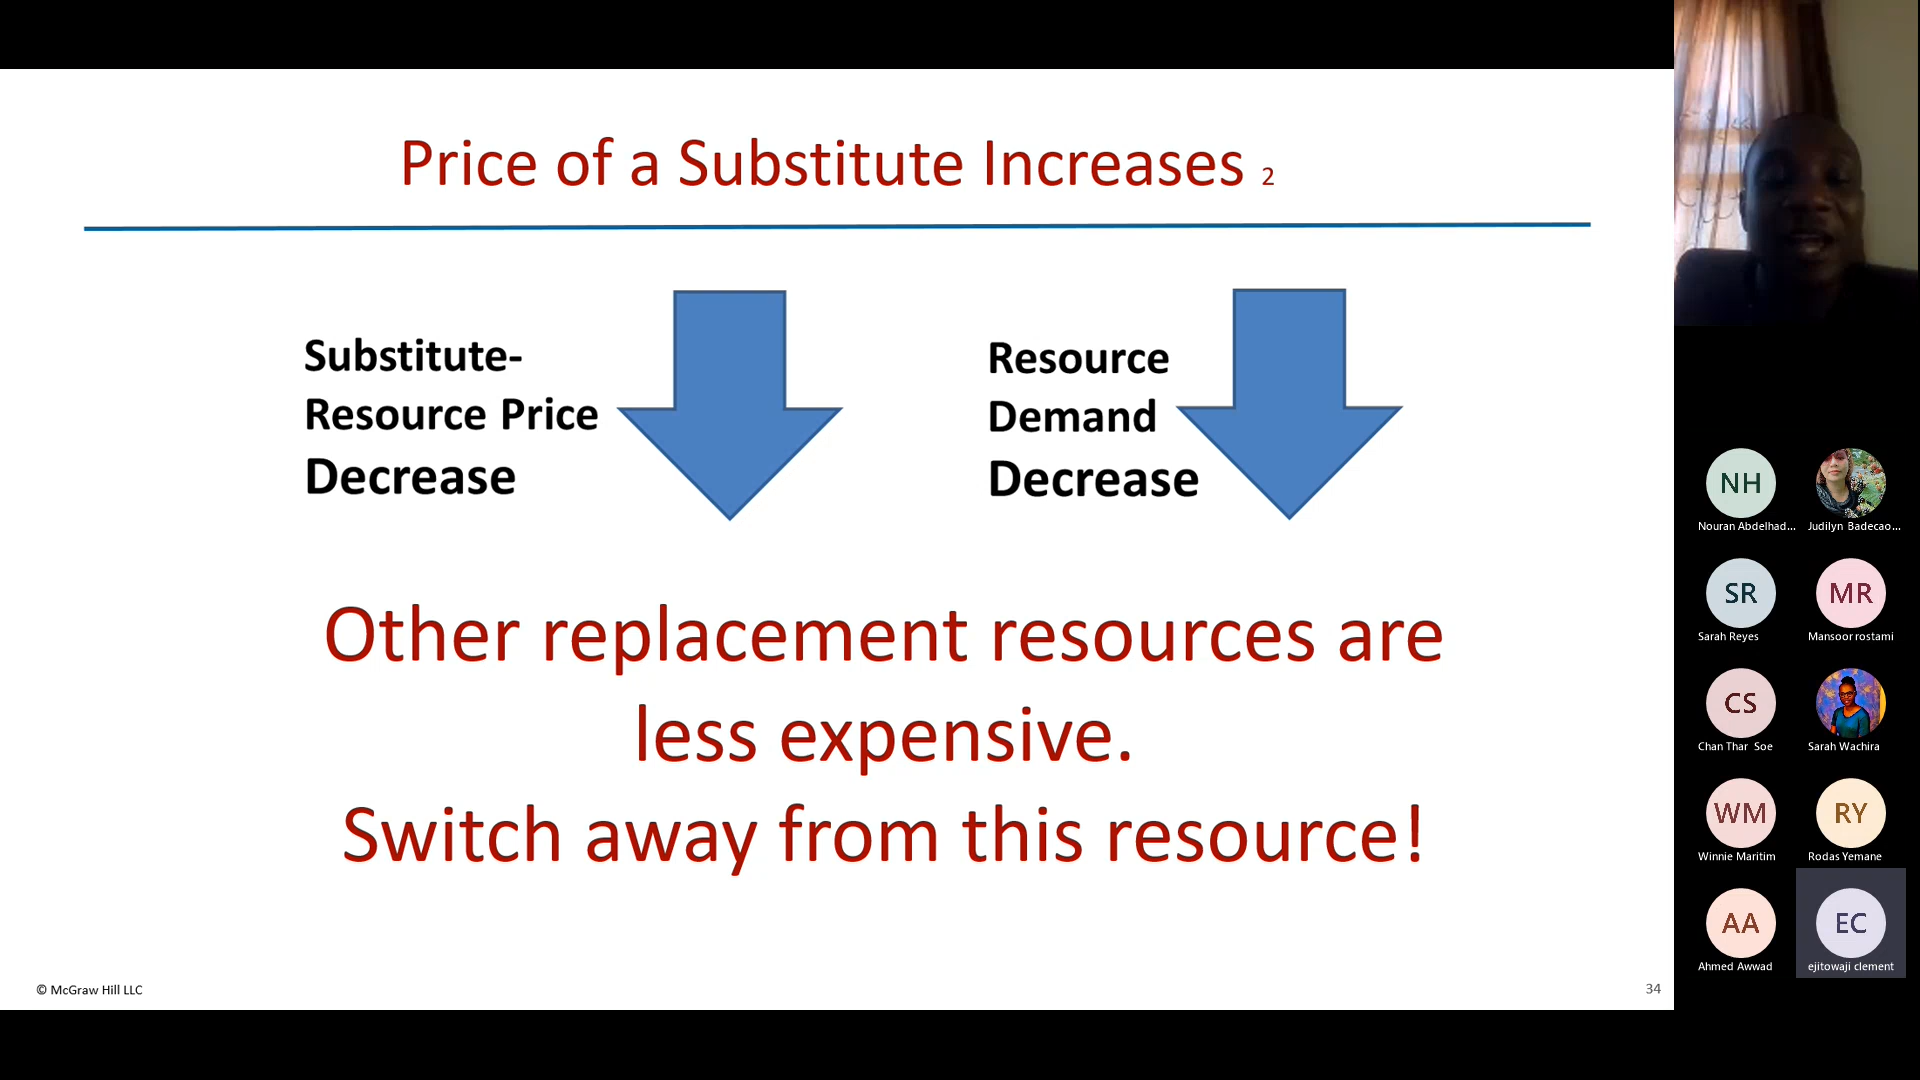 Price of a Substitute Increases 2
Substitute-
Resource Price
Decrease
Resource
Demand
Decrease
Other replacement resources are
less expensive.
Switch away from this resource!
© McGraw Hill LLC
34
NH
Nouran Abdelhad...
Judilyn Badecao...
SR
Sarah Reyes
MR
Mansoor rostami
CS
Chan Thar Soe
Sarah Wachira
WM
Winnie Maritim
RY
Rodas Yemane
AA
Ahmed Awwad
EC
ejitowaji clement